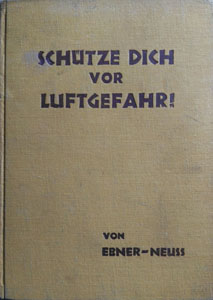 SCHÜTZE DICH
VOR
LUFTGEFAHR!
VON
EBNER-NEUSS